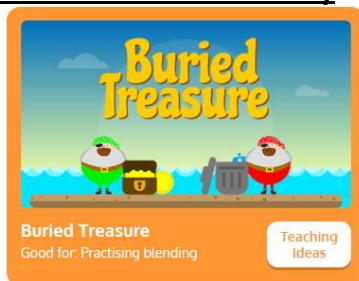 Buried
Treasure
Buried Treasure
Good for: Practising blending
Teaching
Ideas